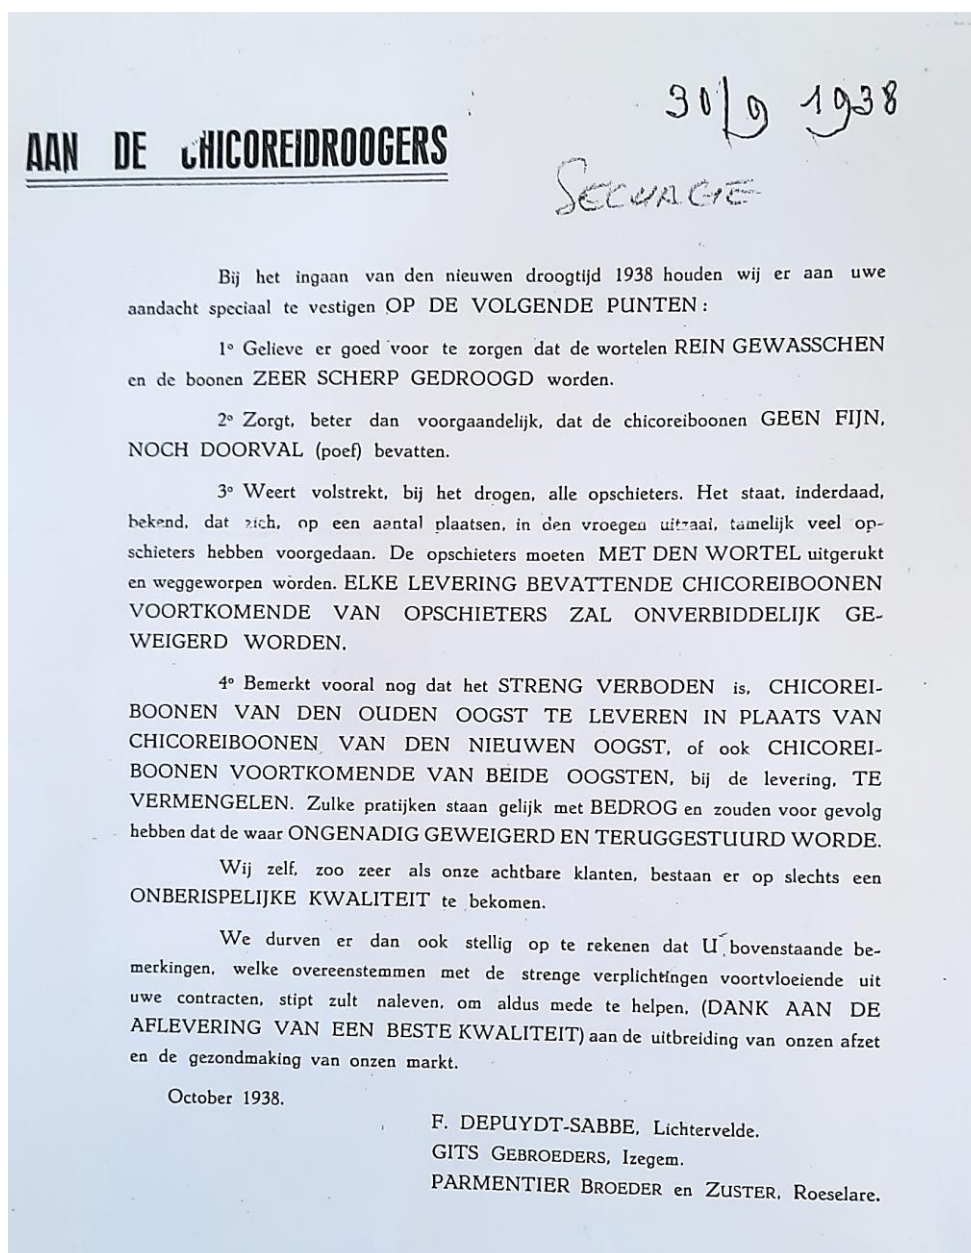 30/9 1938
AAN DE CHICOREIDROOGERS
SECHAGE
Bij het ingaan van den nieuwen droogtijd 1938 houden wij er aan uwe
aandacht speciaal te vestigen OP DE VOLGENDE PUNTEN :
1º Gelieve er goed voor te zorgen dat de wortelen REIN GEWASSCHEN
en de boonen ZEER SCHERP GEDROOGD worden.
2º Zorgt, beter dan voorgaandelijk, dat de chicoreiboonen GEEN FIJN,
NOCH DOORVAL (poef) bevatten.
3º Weert volstrekt, bij het drogen, alle opschieters. Het staat, inderdaad,
bekend, dat zich, op een aantal plaatsen, in den vroegen uitzaai, tamelijk veel op-
schieters hebben voorgedaan. De opschieters moeten MET DEN WORTEL uitgerukt
en weggeworpen worden. ELKE LEVERING BEVATTENDE CHICOREIBOONEN
VOORTKOMENDE VAN OPSCHIETERS ZAL ONVERBIDDELIJK GE-
WEIGERD WORDEN.
4º Bemerkt vooral nog dat het STRENG VERBODEN is, CHICOREI-
BOONEN VAN DEN OUDEN OOGST TE LEVEREN IN PLAATS VAN
CHICOREIBOONEN VAN DEN NIEUWEN OOGST, of ook CHICOREI-
BOONEN VOORTKOMENDE VAN BEIDE OOGSTEN, bij de levering, TE
VERMENGELEN. Zulke pratijken staan gelijk met BEDROG en zouden voor gevolg
hebben dat de waar ONGENADIG GEWEIGERD EN TERUGGESTUURD WORDE.
Wij zelf, zoo zeer als onze achtbare klanten, bestaan er op slechts een
ONBERISPELIJKE KWALITEIT te bekomen.
We durven er dan ook stellig op te rekenen dat U bovenstaande be-
merkingen, welke overeenstemmen met de strenge verplichtingen voortvloeiende uit
uwe contracten, stipt zult naleven, om aldus mede te helpen, (DANK AAN DE
AFLEVERING VAN EEN BESTE KWALITEIT) aan de uitbreiding van onzen afzet
en de gezondmaking van onzen markt.
October 1938.
F. DEPUYDT-SABBE, Lichtervelde.
GITS GEBROEDERS, Izegem.
PARMENTIER BROEDER en ZUSTER, Roeselare.